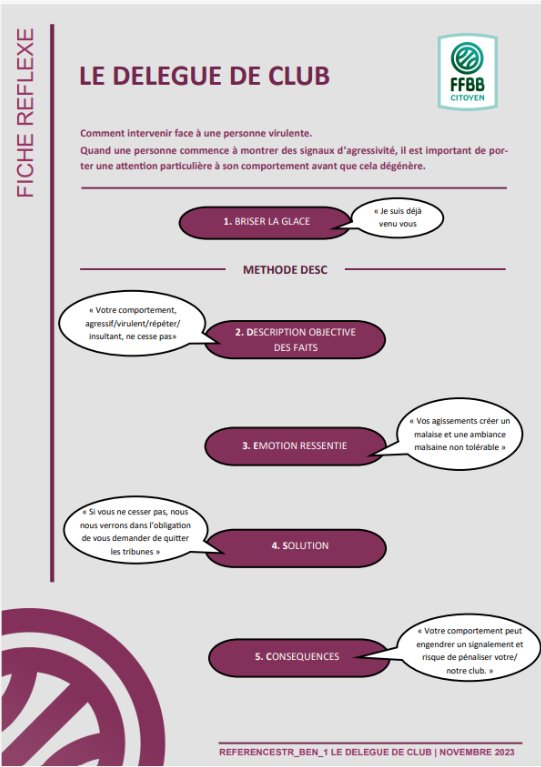 FICHE REFLEXE
LE DELEGUE DE CLUB
FFBB
CITOYEN
Comment intervenir face à une personne virulente.
Quand une personne commence à montrer des signaux d'agressivité, il est important de por-
ter une attention particulière à son comportement avant que cela dégénère.
1. BRISER LA GLACE
« Je suis déjà
venu vous
METHODE DESC
« Votre comportement,
agressif/virulent/répéter/
insultant, ne cesse pas»
2. DESCRIPTION OBJECTIVE
DES FAITS
3. EMOTION RESSENTIE
« Vos agissements créer un
malaise et une ambiance
malsaine non tolérable »
« Si vous ne cesser pas, nous
nous verrons dans l'obligation
de vous demander de quitter
les tribunes »
4. SOLUTION
5. CONSEQUENCES
« Votre comportement peut
engendrer un signalement et
risque de pénaliser votre/
notre club. »
REFERENCESTR_BEN_1 LE DELEGUE DE CLUB | NOVEMBRE 2023